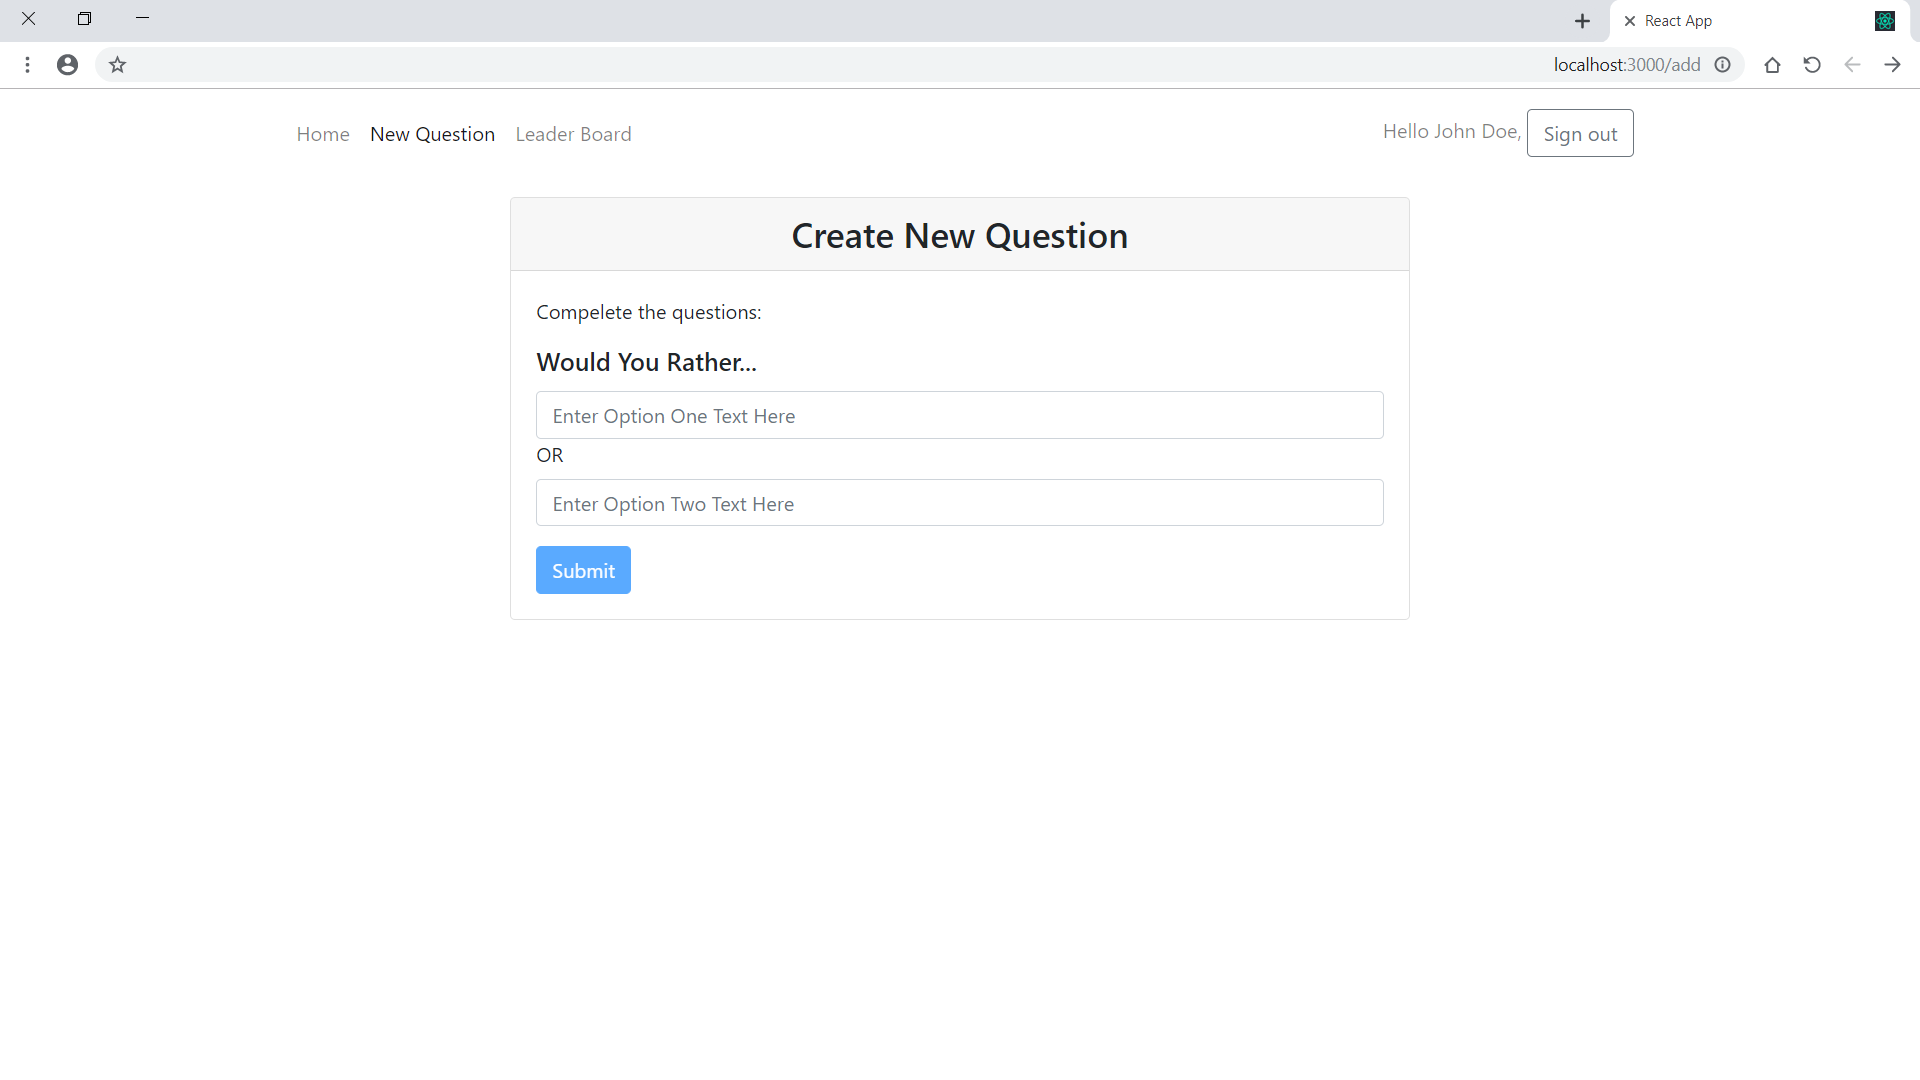 React App
localhost:3000/add
Home New Question Leader Board
Hello John Doe, Sign out
Create New Question
Compelete the questions:
Would You Rather...
Enter Option One Text Here
OR
Enter Option Two Text Here
Submit